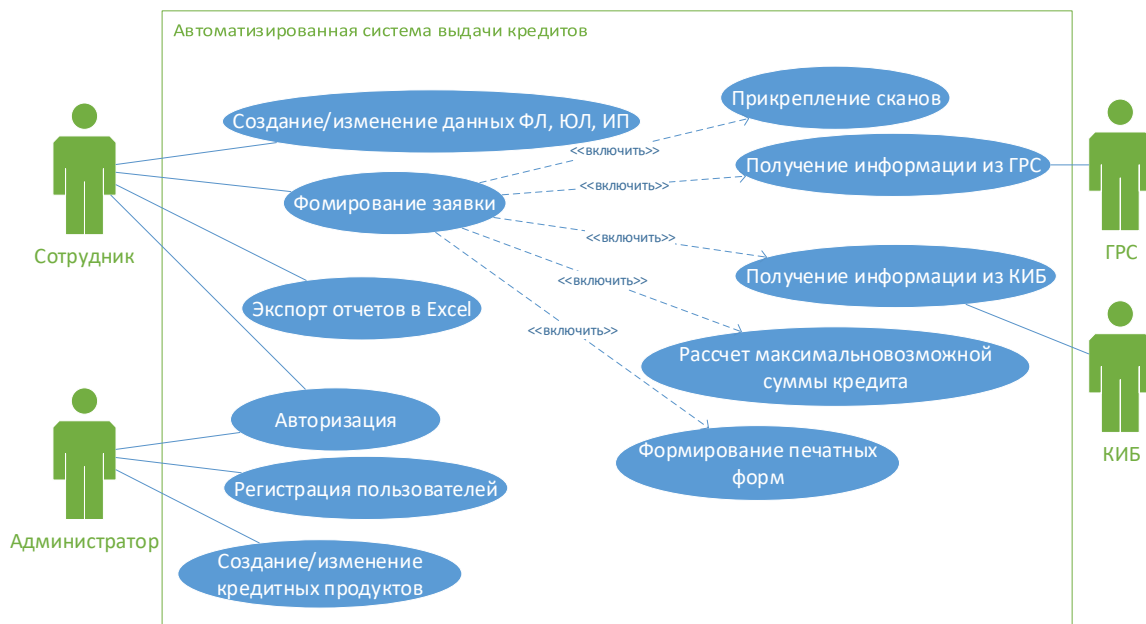 Автоматизированная система выдачи кредитов
Прикрепление сканов
Создание/изменение данных ФЛ, ЮЛ, ИП
<<включить>>
Получение информации из ГРС
<<включить>>
Фомирование заявки
<<включить>>
Сотрудник
ГРС
Получение информации из КИБ
<<включить>>
Экспорт отчетов в Excel
<<включить>>
Рассчет максимальновозможной
суммы кредита
Авторизация
Формирование печатных
форм
КИБ
Регистрация пользователей
Администратор
Создание/изменение
кредитных продуктов